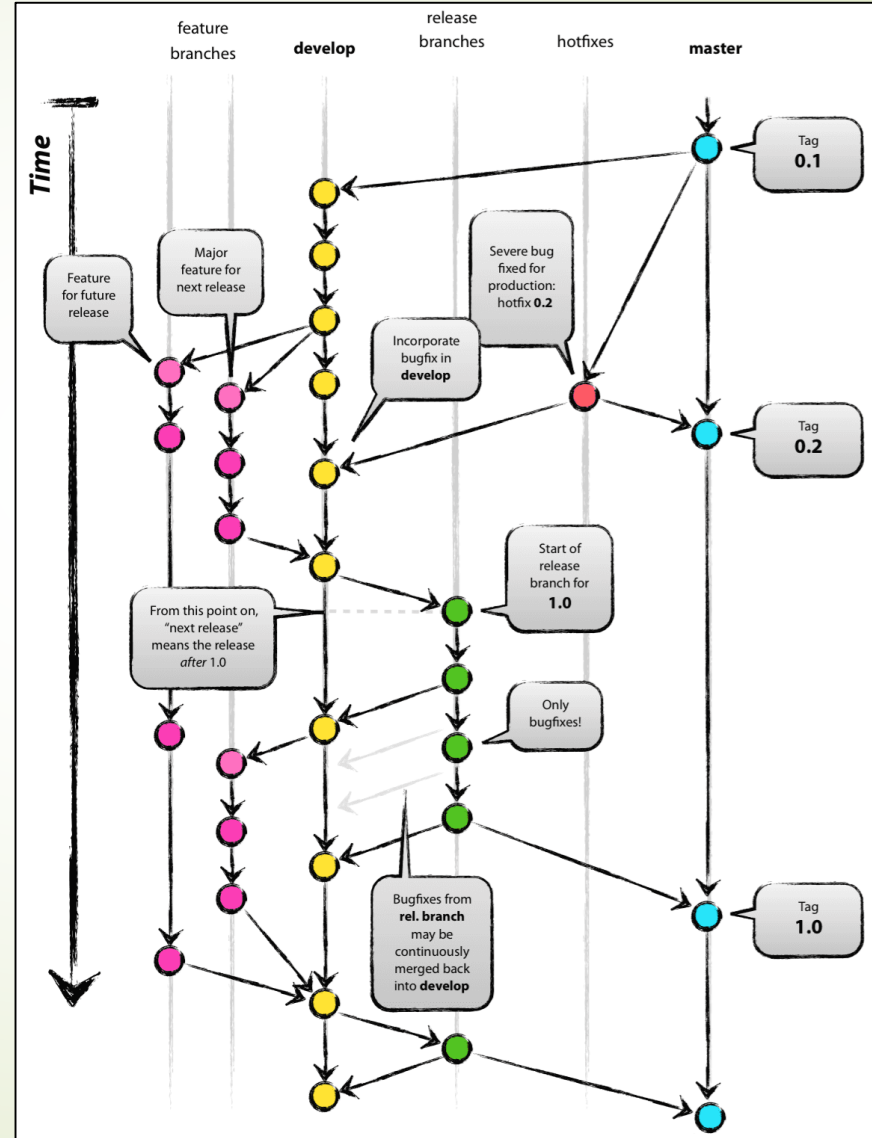 feature
branches
develop
release
branches
hotfixes
master
Time
Tag
0.1
Severe bug
fixed for
production:
hotfix 0.2
Major
feature for
next release
Feature
for future
release
Incorporate
bugfix in
develop
Tag
0.2
Start of
release
branch for
1.0
From this point on,
“next release”
means the release
after 1.0
Only
bugfixes!
Bugfixes from
rel. branch
may be
continuously
merged back
into develop
Tag
1.0